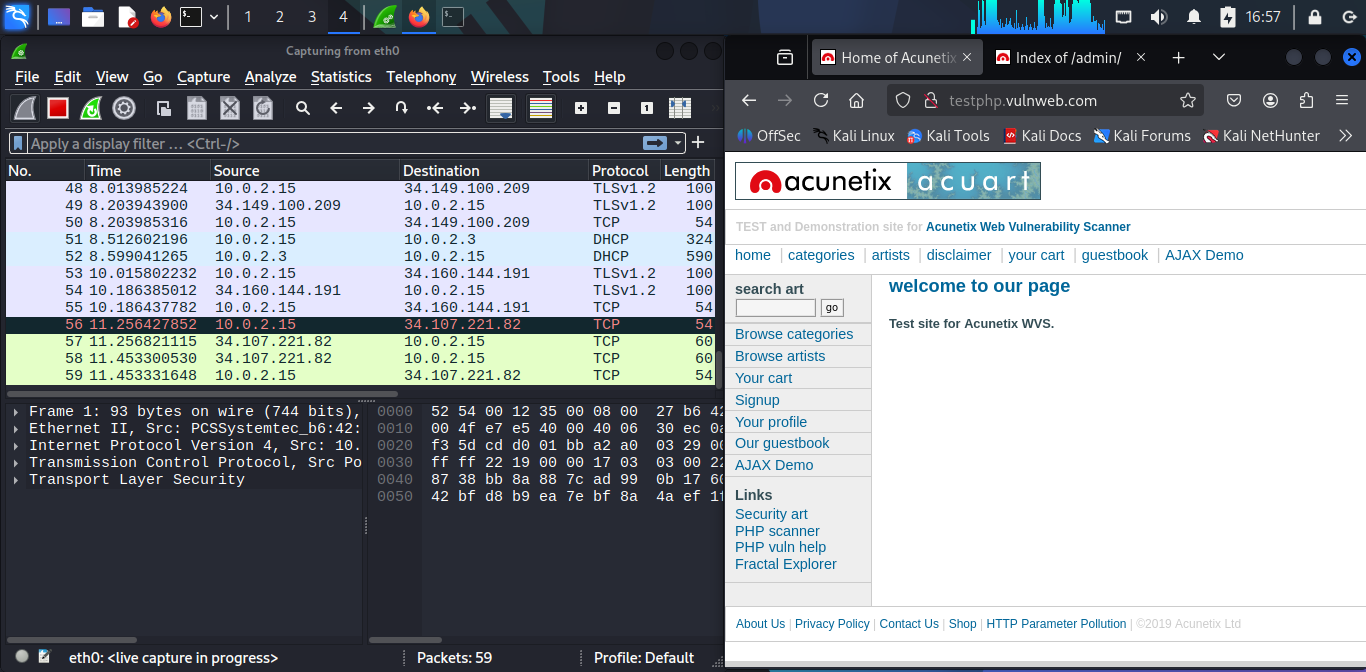 1 2 3 4 16:57
Capturing from eth0
File Edit View Go Capture Analyze Statistics Telephony Wireless Tools Help
Apply a display filter … <Ctrl-/>
No. Time Source Destination Protocol Length
48 8.013985224 10.0.2.15 34.149.100.209 TLSv1.2 100
49 8.203943900 34.149.100.209 10.0.2.15 TLSv1.2 100
50 8.203985316 10.0.2.15 34.149.100.209 TCP 54
51 8.512602196 10.0.2.15 10.0.2.3 DHCP 324
52 8.599041265 10.0.2.3 10.0.2.15 DHCP 590
53 10.015802232 10.0.2.15 34.160.144.191 TLSv1.2 100
54 10.186385012 34.160.144.191 10.0.2.15 TLSv1.2 100
55 10.186437782 10.0.2.15 34.160.144.191 TCP 54
56 11.256427852 10.0.2.15 34.107.221.82 TCP 54
57 11.256821115 34.107.221.82 10.0.2.15 TCP 60
58 11.453300530 34.107.221.82 10.0.2.15 TCP 60
59 11.453331648 10.0.2.15 34.107.221.82 TCP 54
Frame 1: 93 bytes on wire (744 bits),
Ethernet II, Src: PCSSystemtec_b6:42:
Internet Protocol Version 4, Src: 10.
Transmission Control Protocol, Src Po
Transport Layer Security
0000 52 54 00 12 35 00 08 00 27 b6 42
0010 00 4f e7 e5 40 00 40 06 30 ec 0a
0020 f3 5d cd d0 01 bb a2 a0 03 29 00
0030 ff ff 22 19 00 00 17 03 03 00 22
0040 87 38 bb 8a 88 7c ad 99 0b 17 60
0050 42 bf d8 b9 ea 7e bf 8a 4a ef 1f
eth0: <live capture in progress> Packets: 59 Profile: Default
Home of Acunetix Index of /admin/
testphp.vulnweb.com
OffSec Kali Linux Kali Tools Kali Docs Kali Forums Kali NetHunter
acunetix acuart
TEST and Demonstration site for Acunetix Web Vulnerability Scanner
home | categories | artists | disclaimer | your cart | guestbook | AJAX Demo
search art
go
Browse categories
Browse artists
Your cart
Signup
Your profile
Our guestbook
AJAX Demo
Links
Security art
PHP scanner
PHP vuln help
Fractal Explorer
welcome to our page
Test site for Acunetix WVS.
About Us | Privacy Policy | Contact Us | Shop | HTTP Parameter Pollution | ©2019 Acunetix Ltd